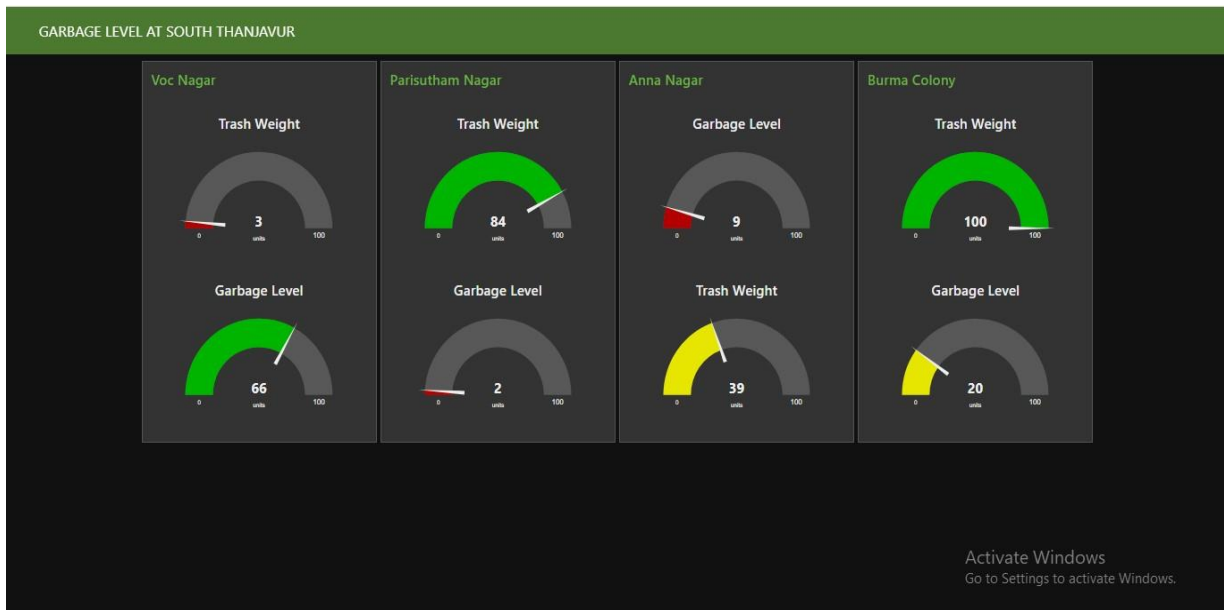 GARBAGE LEVEL AT SOUTH THANJAVUR
Voc Nagar
Trash Weight
3
units
0
100
Garbage Level
66
units
0
100
Parisutham Nagar
Trash Weight
84
units
0
100
Garbage Level
2
units
0
100
Anna Nagar
Garbage Level
9
units
0
100
Trash Weight
39
units
0
100
Burma Colony
Trash Weight
100
units
0
100
Garbage Level
20
units
0
100
Activate Windows
Go to Settings to activate Windows.